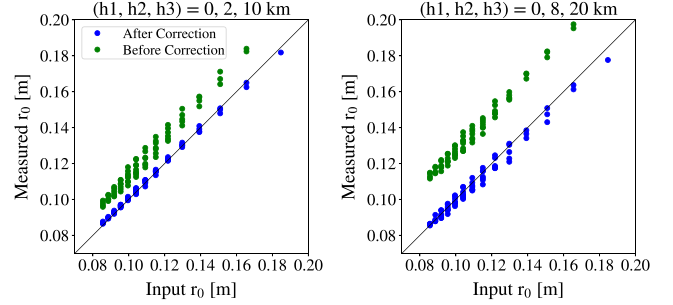 (h1, h2, h3) = 0, 2, 10 km
After Correction
Before Correction
Measured r0 [m]
0.20
0.18
0.16
0.14
0.12
0.10
0.08
0.08 0.10 0.12 0.14 0.16 0.18 0.20
Input r0 [m]
(h1, h2, h3) = 0, 8, 20 km
Measured r0 [m]
0.20
0.18
0.16
0.14
0.12
0.10
0.08
0.08 0.10 0.12 0.14 0.16 0.18 0.20
Input r0 [m]